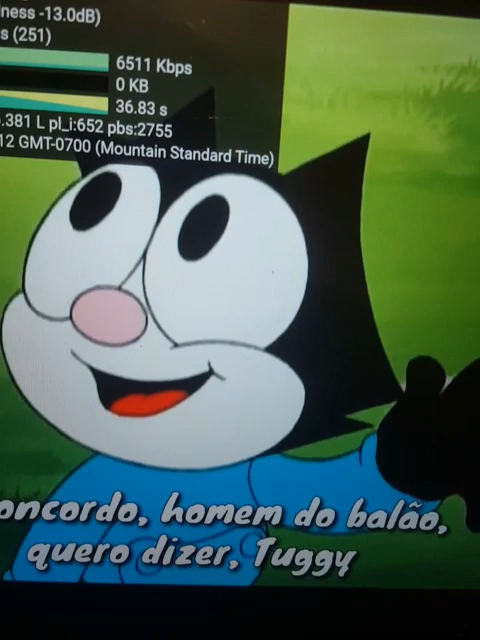 ness -13.0dB)
s (251)
6511 Kbps
0 KB
36.83 s
.381 L pl_i:652 pbs:2755
12 GMT-0700 (Mountain Standard Time)
oncordo, homem do balão,
quero dizer, Tuggy